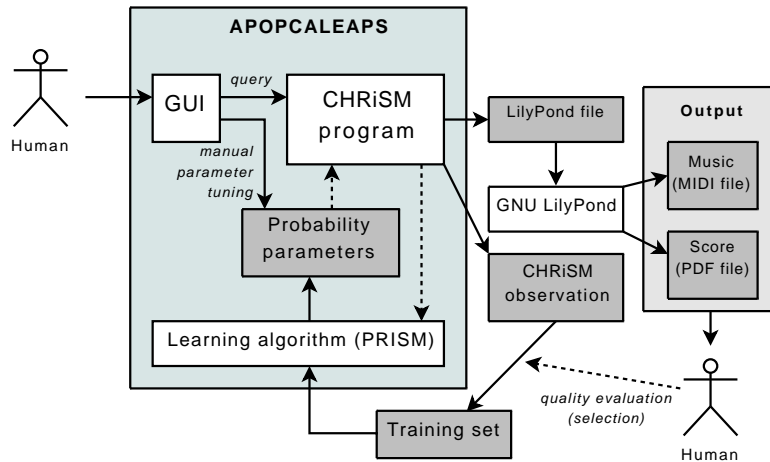 APOPCALEAPS
Human
GUI
query
CHRiSM
program
manual
parameter
tuning
Probability
parameters
Learning algorithm (PRISM)
LilyPond file
GNU LilyPond
CHRiSM
observation
Training set
Output
Music
(MIDI file)
Score
(PDF file)
quality evaluation
(selection)
Human